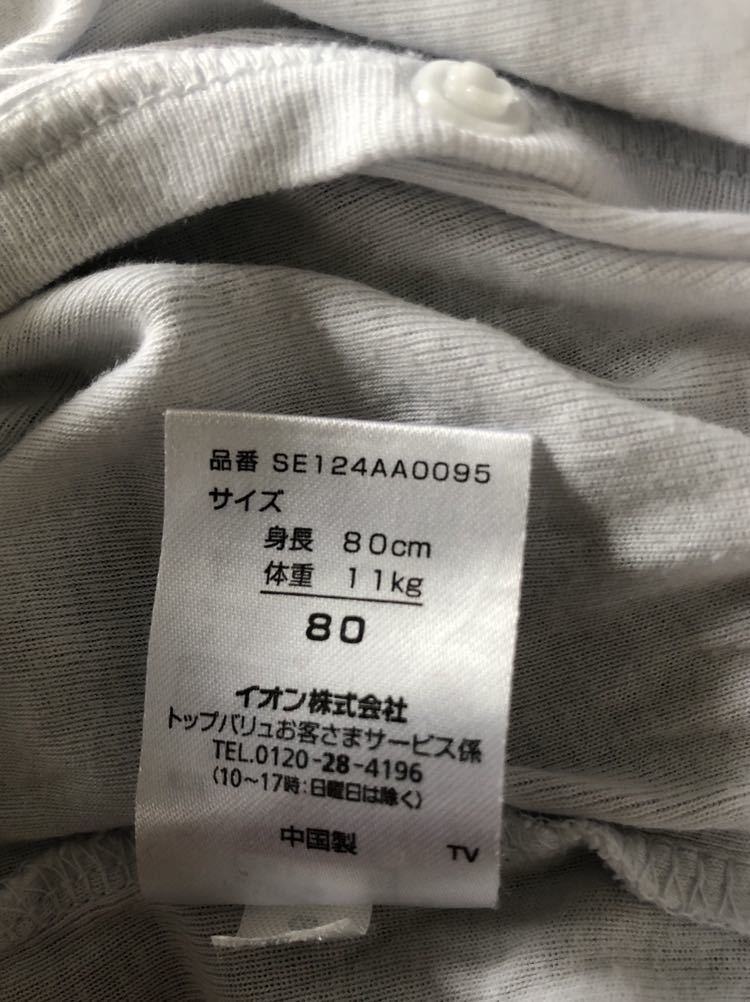 品番 SE124AA0095
サイズ
身長 80cm
体重 11kg
80
イオン株式会社
トップバリュお客さまサービス係
TEL.0120-28-4196
(10～17時:日曜日は除く)
中国製 TV